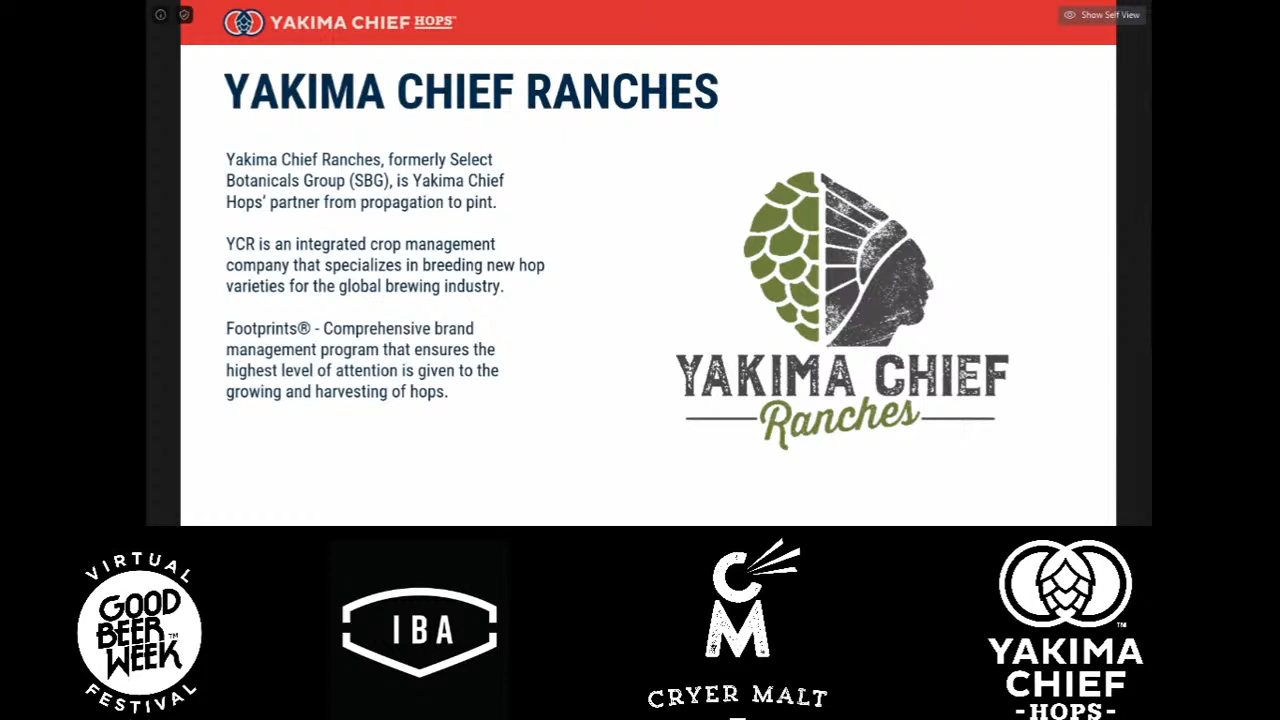 YAKIMA CHIEF HOPS™
Show Self View
YAKIMA CHIEF RANCHES
Yakima Chief Ranches, formerly Select
Botanicals Group (SBG), is Yakima Chief
Hops' partner from propagation to pint.
YCR is an integrated crop management
company that specializes in breeding new hop
varieties for the global brewing industry.
Footprints® - Comprehensive brand
management program that ensures the
highest level of attention is given to the
growing and harvesting of hops.
YAKIMA CHIEF
Ranches
VIRTUAL
GOOD
BEER™
WEEK
FESTIVAL
IBA
CM
CRYER MALT
™
YAKIMA
CHIEF
-HOPS-